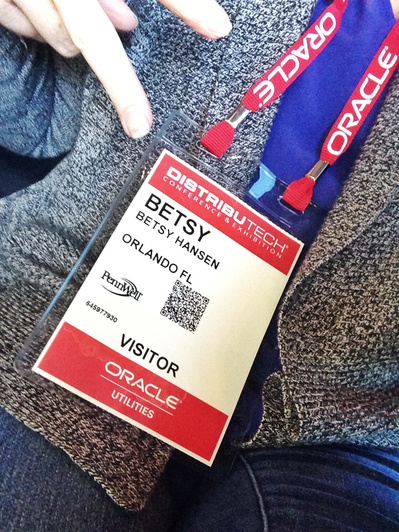 ORACLE
ORACLE
DISTRIBUTECH
CONFERENCE & EXHIBITION
BETSY
BETSY HANSEN
ORLANDO FL
PennWell
645977930
VISITOR
ORACLE
UTILITIES